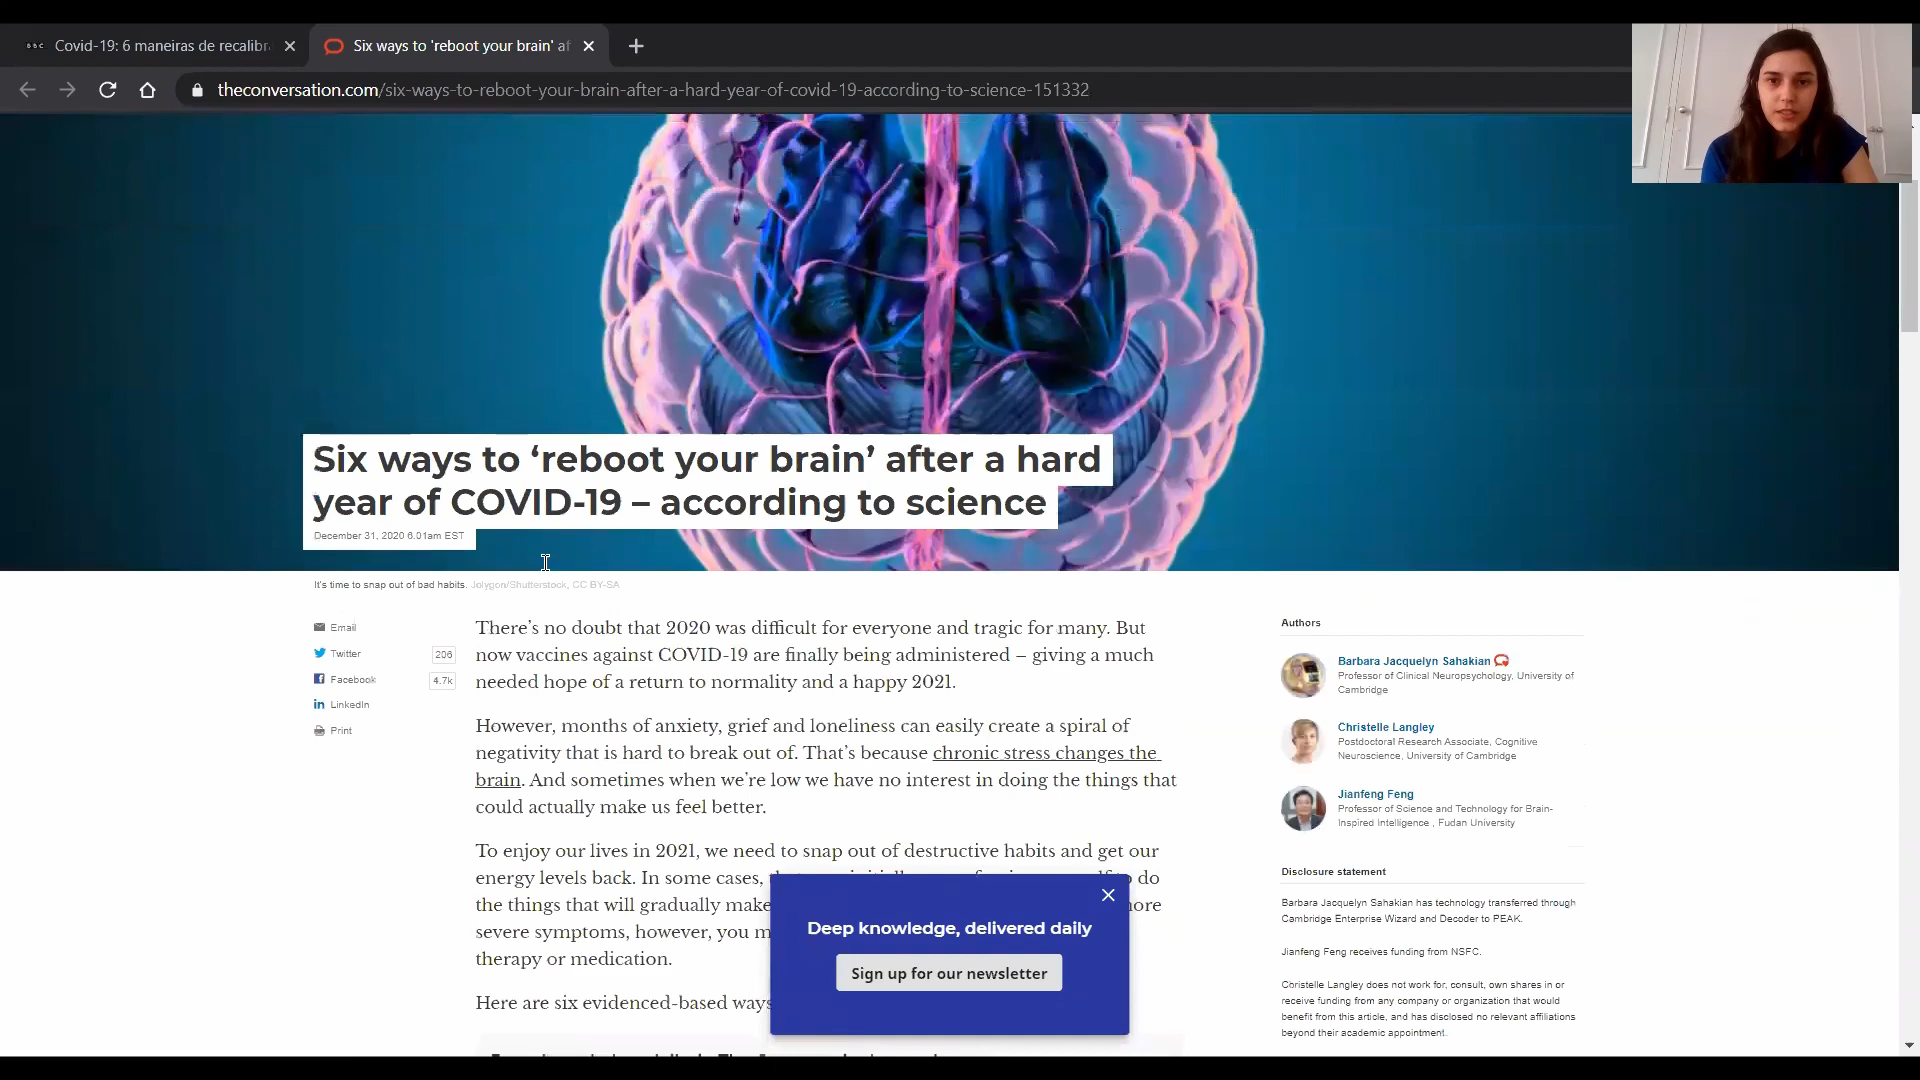 BBC Covid-19: 6 maneiras de recalibr
Six ways to 'reboot your brain' af
theconversation.com/six-ways-to-reboot-your-brain-after-a-hard-year-of-covid-19-according-to-science-151332
Six ways to ‘reboot your brain’ after a hard
year of COVID-19 – according to science
December 31, 2020 6.01am EST
It's time to snap out of bad habits. Jolygon/Shutterstock, CC BY-SA
Email
Twitter 206
Facebook 4.7k
LinkedIn
Print
There’s no doubt that 2020 was difficult for everyone and tragic for many. But
now vaccines against COVID-19 are finally being administered – giving a much
needed hope of a return to normality and a happy 2021.
However, months of anxiety, grief and loneliness can easily create a spiral of
negativity that is hard to break out of. That’s because chronic stress changes the
brain. And sometimes when we’re low we have no interest in doing the things that
could actually make us feel better.
To enjoy our lives in 2021, we need to snap out of destructive habits and get our
energy levels back. In some cases, do
the things that will gradually make
severe symptoms, however, you
therapy or medication.
Here are six evidenced-based ways
Deep knowledge, delivered daily
Sign up for our newsletter
Authors
Barbara Jacquelyn Sahakian
Professor of Clinical Neuropsychology, University of
Cambridge
Christelle Langley
Postdoctoral Research Associate, Cognitive
Neuroscience, University of Cambridge
Jianfeng Feng
Professor of Science and Technology for Brain-
Inspired Intelligence , Fudan University
Disclosure statement
Barbara Jacquelyn Sahakian has technology transferred through
Cambridge Enterprise Wizard and Decoder to PEAK.
Jianfeng Feng receives funding from NSFC.
Christelle Langley does not work for, consult, own shares in or
receive funding from any company or organization that would
benefit from this article, and has disclosed no relevant affiliations
beyond their academic appointment.